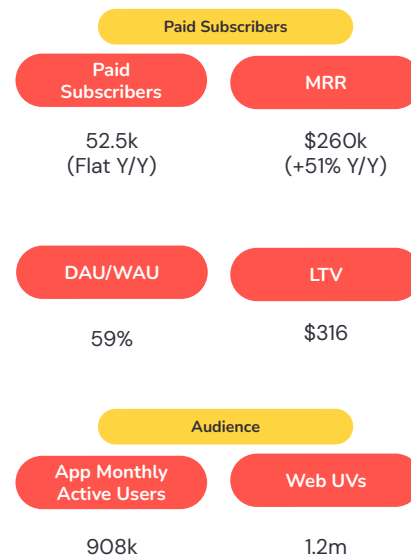 Paid Subscribers
Paid
Subscribers
MRR
52.5k
(Flat Y/Y)
$260k
(+51% Y/Y)
DAU/WAU
LTV
59%
$316
Audience
App Monthly
Active Users
Web UVs
908k
1.2m